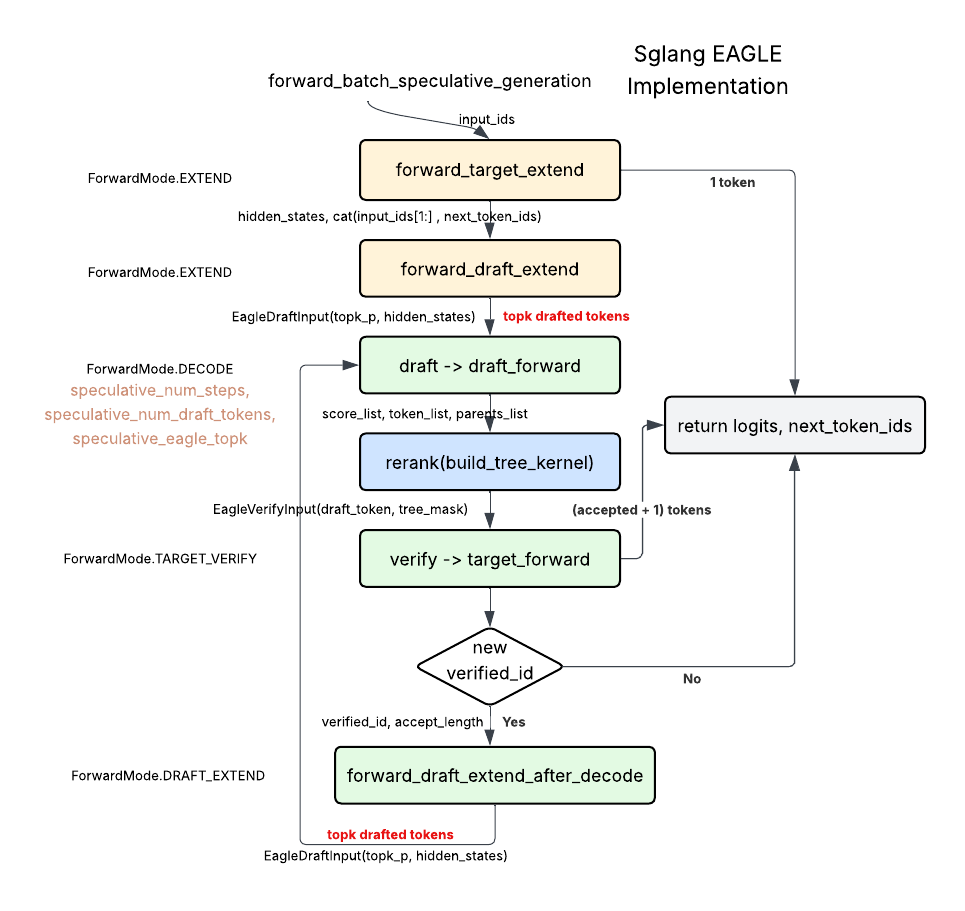 Sglang EAGLE
Implementation
forward_batch_speculative_generation
input_ids
forward_target_extend
ForwardMode.EXTEND
1 token
hidden_states, cat(input_ids[1:] , next_token_ids)
forward_draft_extend
ForwardMode.EXTEND
EagleDraftInput(topk_p, hidden_states)
topk drafted tokens
draft -> draft_forward
ForwardMode.DECODE
speculative_num_steps,
speculative_num_draft_tokens,
speculative_eagle_topk
score_list, token_list, parents_list
return logits, next_token_ids
rerank(build_tree_kernel)
EagleVerifyInput(draft_token, tree_mask)
(accepted + 1) tokens
ForwardMode.TARGET_VERIFY
verify -> target_forward
new
verified_id
No
verified_id, accept_length
Yes
ForwardMode.DRAFT_EXTEND
forward_draft_extend_after_decode
topk drafted tokens
EagleDraftInput(topk_p, hidden_states)